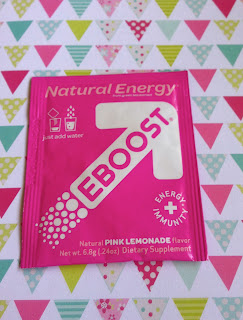 Natural Energy
just add water
EBOOST®
ENERGY
IMMUNITY
Natural PINK LEMONADE flavor
Net wt. 6.8g (.24oz) Dietary Supplement